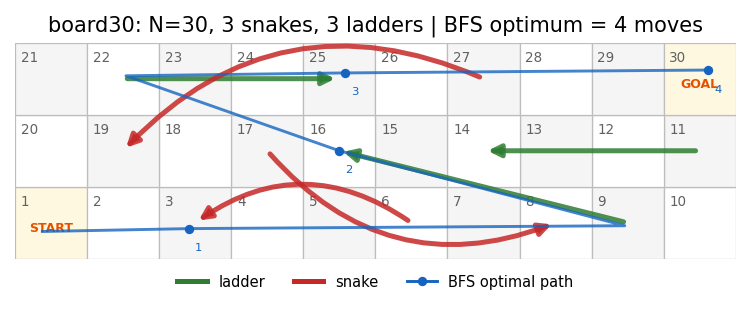 board30: N=30, 3 snakes, 3 ladders | BFS optimum = 4 moves
21 22 23 24 25 26 27 28 29 30
GOAL
3 4
20 19 18 17 16 15 14 13 12 11
2
1 2 3 4 5 6 7 8 9 10
START
1
ladder snake BFS optimal path